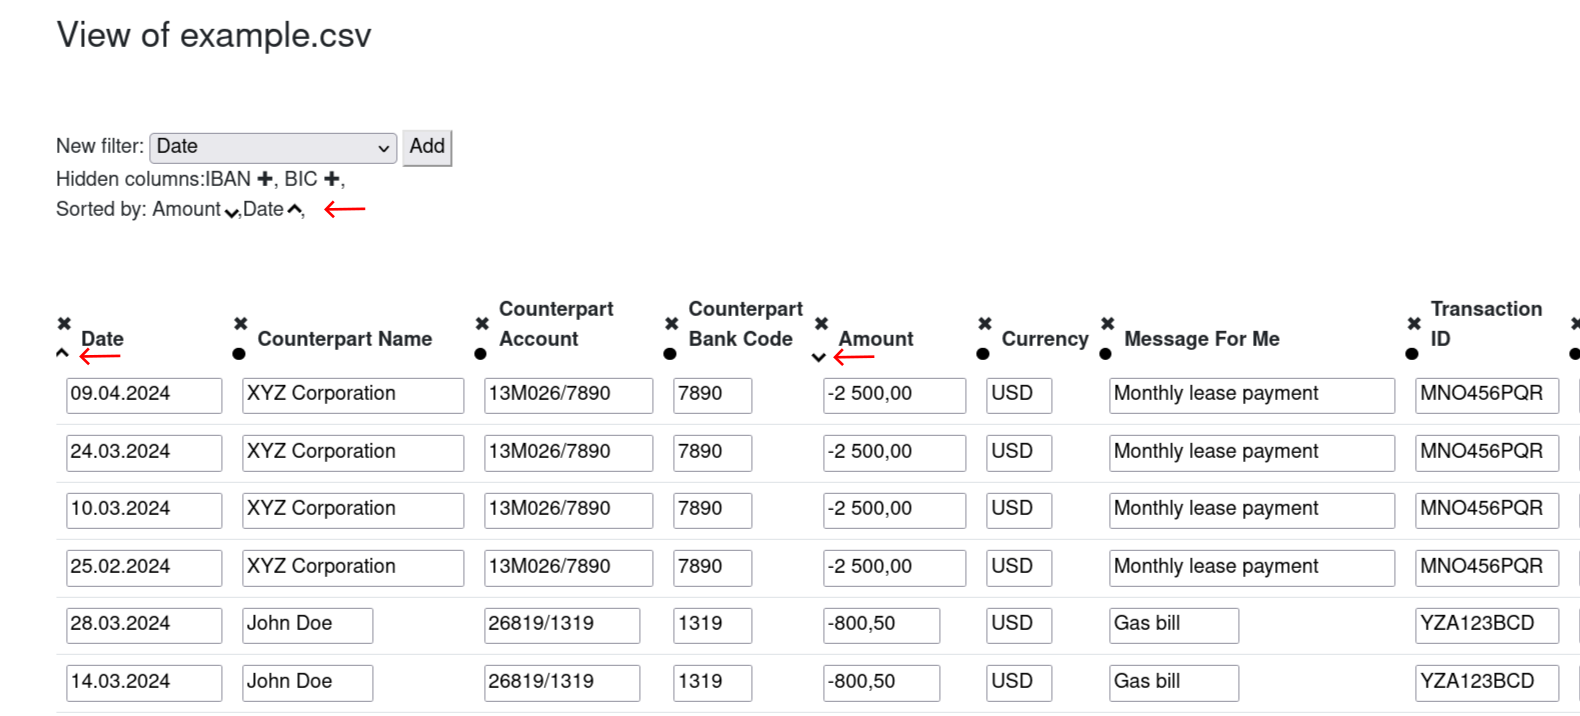 View of example.csv
New filter: Date Add
Hidden columns:IBAN +, BIC +,
Sorted by: Amount ,Date ,
Date Counterpart Name Counterpart Account Counterpart Bank Code Amount Currency Message For Me Transaction ID
09.04.2024 XYZ Corporation 13M026/7890 7890 -2 500,00 USD Monthly lease payment MNO456PQR
24.03.2024 XYZ Corporation 13M026/7890 7890 -2 500,00 USD Monthly lease payment MNO456PQR
10.03.2024 XYZ Corporation 13M026/7890 7890 -2 500,00 USD Monthly lease payment MNO456PQR
25.02.2024 XYZ Corporation 13M026/7890 7890 -2 500,00 USD Monthly lease payment MNO456PQR
28.03.2024 John Doe 26819/1319 1319 -800,50 USD Gas bill YZA123BCD
14.03.2024 John Doe 26819/1319 1319 -800,50 USD Gas bill YZA123BCD